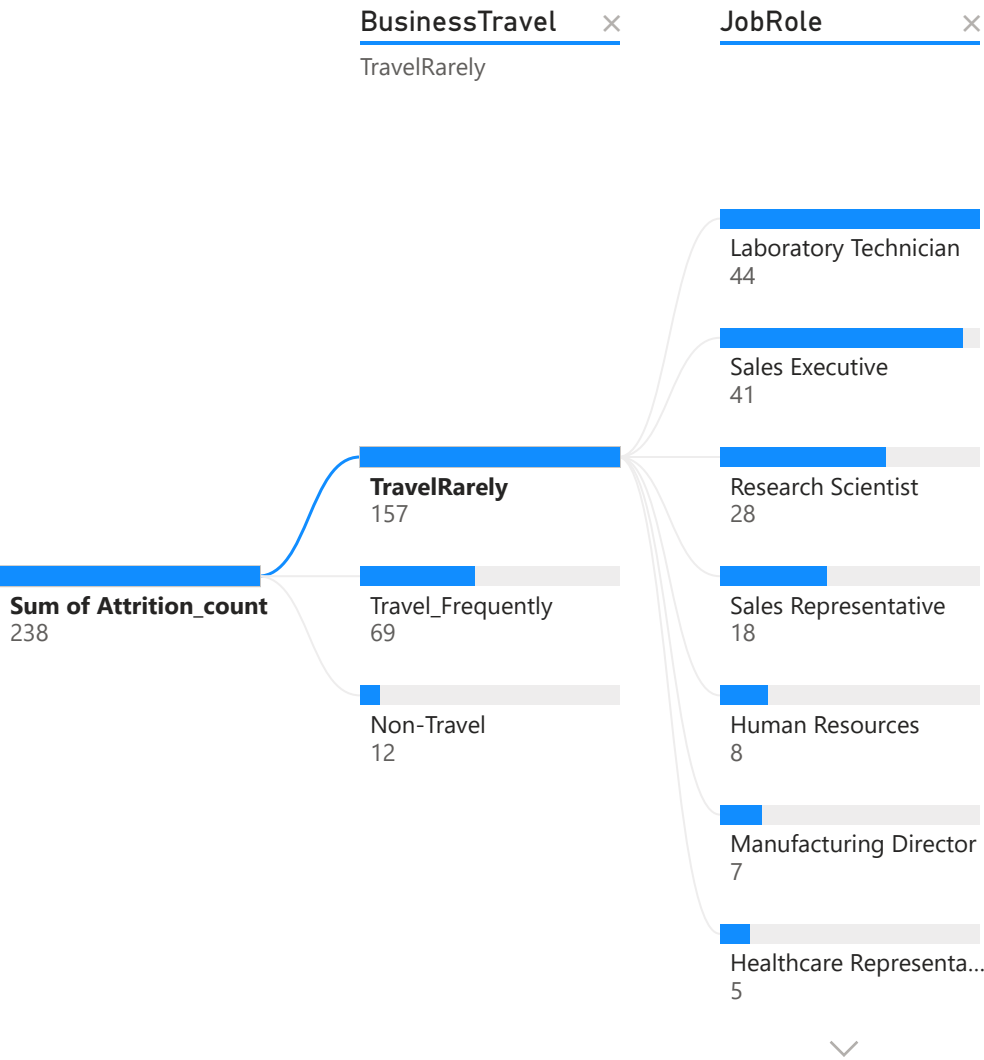 BusinessTravel
TravelRarely
JobRole
Sum of Attrition_count
238
TravelRarely
157
Travel_Frequently
69
Non-Travel
12
Laboratory Technician
44
Sales Executive
41
Research Scientist
28
Sales Representative
18
Human Resources
8
Manufacturing Director
7
Healthcare Representa...
5